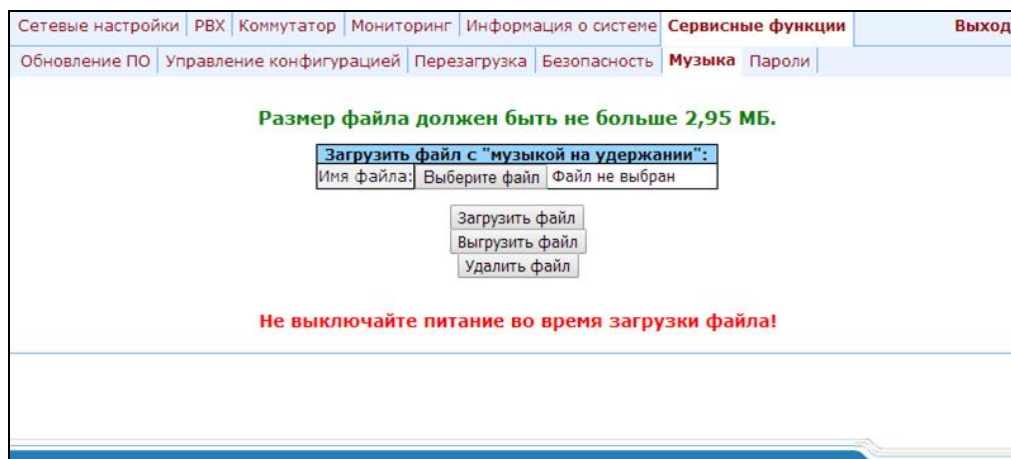 Сетевые настройки PBX Коммутатор Мониторинг Информация о системе Сервисные функции Выход
Обновление ПО Управление конфигурацией Перезагрузка Безопасность Музыка Пароли
Размер файла должен быть не больше 2,95 МБ.
Загрузить файл с "музыкой на удержании":
Имя файла: Выберите файл Файл не выбран
Загрузить файл
Выгрузить файл
Удалить файл
Не выключайте питание во время загрузки файла!